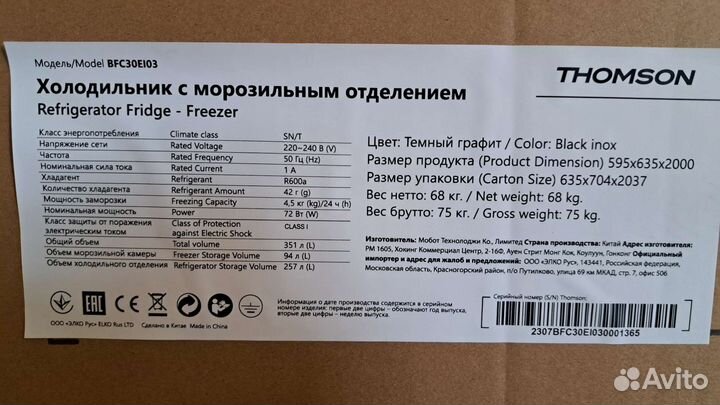 Модель/Model BFC30EI03
THOMSON
Холодильник с морозильным отделением
Refrigerator Fridge - Freezer
Класс энергопотребления Climate class SN/T
Напряжение сети Rated Voltage 220~240 В (V)
Частота Rated Frequency 50 Гц (Hz)
Номинальная сила тока Rated Current 1 A
Хладагент Refrigerant R600a
Количество хладагента Refrigerant Amount 42 г (g)
Мощность заморозки Freezing Capacity 4,5 кг (kg)/24 ч (h)
Номинальная мощность Power 72 Вт (W)
Класс защиты от поражения электрическим током Class of Protection against Electric Shock CLASS I
Общий объем Total volume 351 л (L)
Объем морозильной камеры Freezer Storage Volume 94 л (L)
Объем холодильного отделения Refrigerator Storage Volume 257 л (L)
Цвет: Темный графит / Color: Black inox
Размер продукта (Product Dimension) 595x635x2000
Размер упаковки (Carton Size) 635x704x2037
Вес нетто: 68 кг. / Net weight: 68 kg.
Вес брутто: 75 кг. / Gross weight: 75 kg.
Изготовитель: Мобот Технолоджи Ко., Лимитед Страна производства: Китай Адрес изготовителя:
РМ 1605, Хокинг Коммерциал Центр, 2-16Ф, Ауен Стрит Монг Кок, Коулуун, Гонконг Официальный
импортер и адрес для жалоб и предложений: ООО «ЭЛКО Рус», 143441, Российская Федерация,
Московская область, Красногорский район, п/о Путилково, улица 69 км МКАД, стр. 7, офис 506
EAC
ООО «ЭЛКО Рус» ELKO Rus LTD
Сделано в Китае Made in China
Информация о дате производства содержится в серийном
номере изделия: первые две цифры - обозначают год выпуска,
вторые две цифры - неделю выпуска.
Серийный номер (S/N) Thomson:
2307BFC30EI030001365
Avito